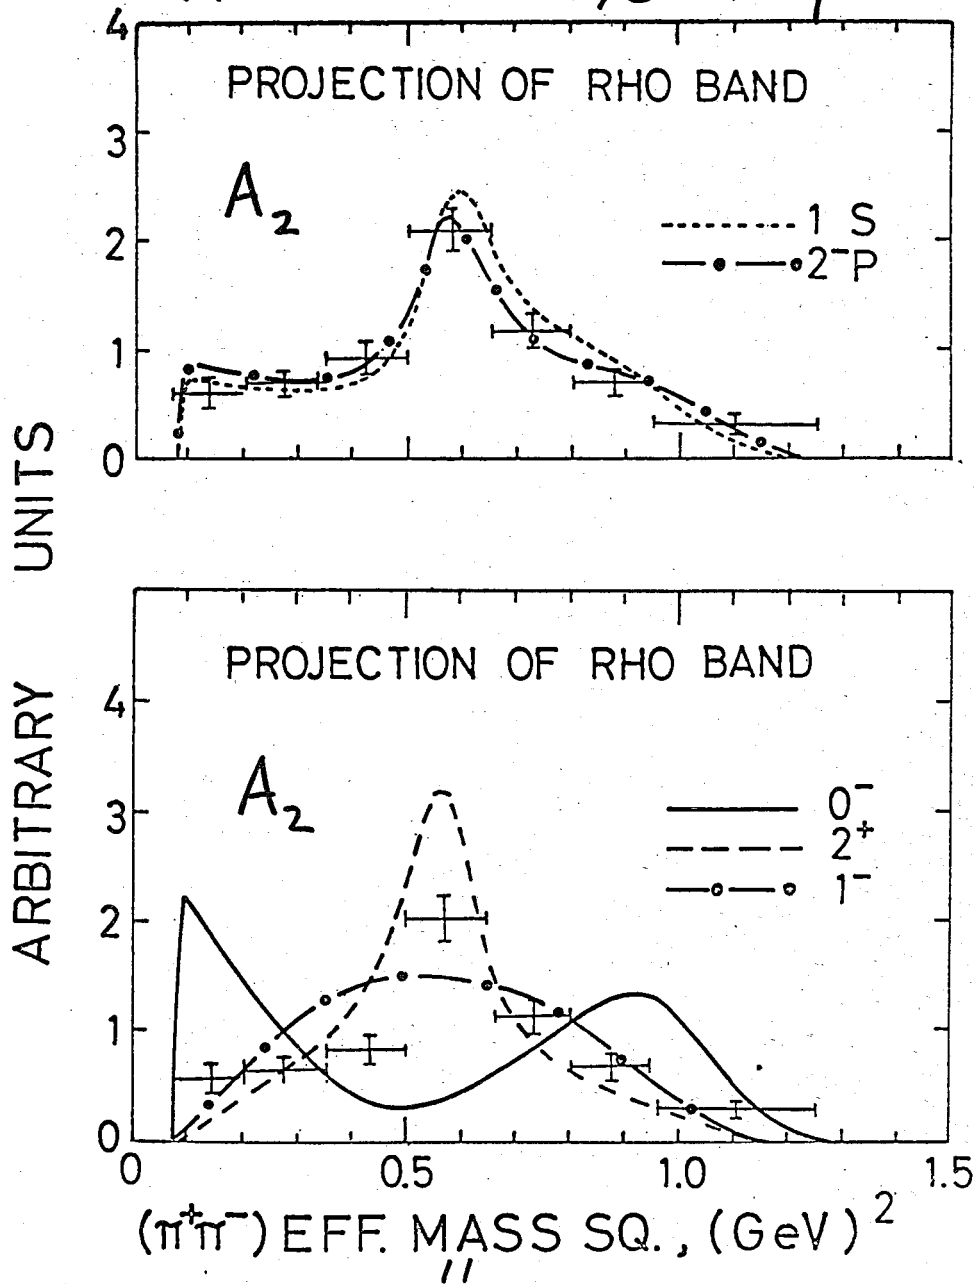 4
PROJECTION OF RHO BAND
3
A₂
1 S
2
2⁻P
1
0
ARBITRARY UNITS
PROJECTION OF RHO BAND
4
A₂
0⁻
3
2⁺
1⁻
2
1
0
0 0.5 1.0 1.5
(π⁺π⁻) EFF. MASS SQ., (GeV)²